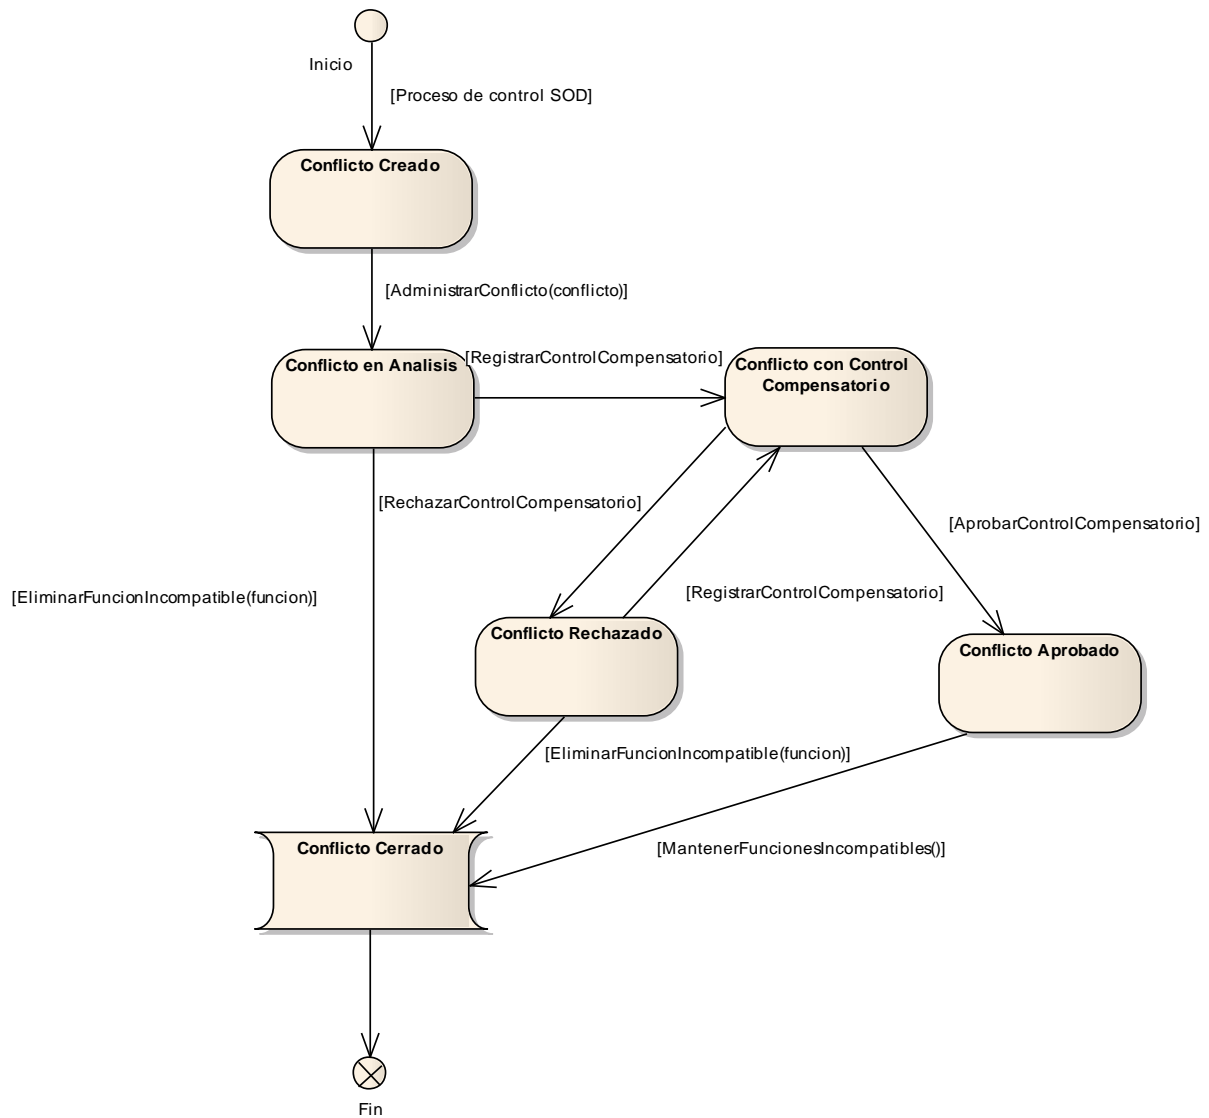 Inicio
[Proceso de control SOD]
Conflicto Creado
[AdministrarConflicto(conflicto)]
Conflicto en Analisis
[RegistrarControlCompensatorio]
Conflicto con Control
Compensatorio
[RechazarControlCompensatorio]
[AprobarControlCompensatorio]
[EliminarFuncionIncompatible(funcion)]
[RegistrarControlCompensatorio]
Conflicto Rechazado
Conflicto Aprobado
[EliminarFuncionIncompatible(funcion)]
Conflicto Cerrado
[MantenerFuncionesIncompatibles()]
Fin